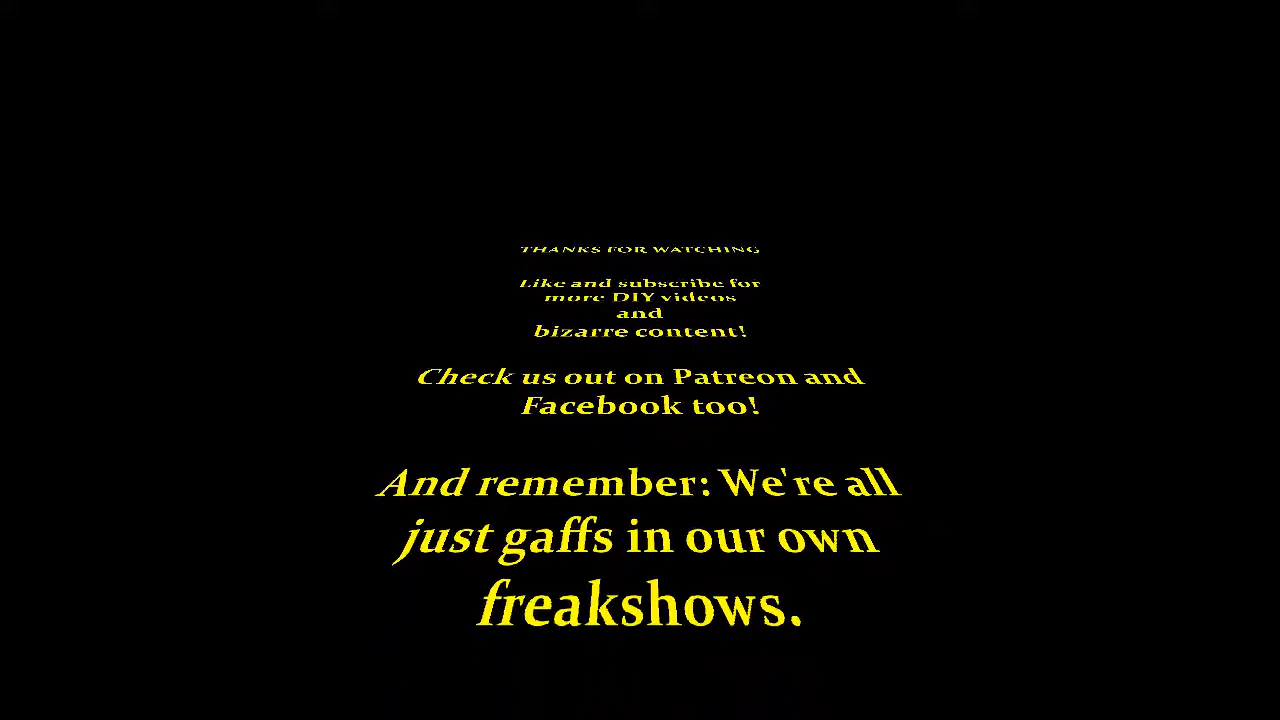 THANKS FOR WATCHING
Like and subscribe for
more DIY videos
and
bizarre content!
Check us out on Patreon and
Facebook too!
And remember: We're all
just gaffs in our own
freakshows.